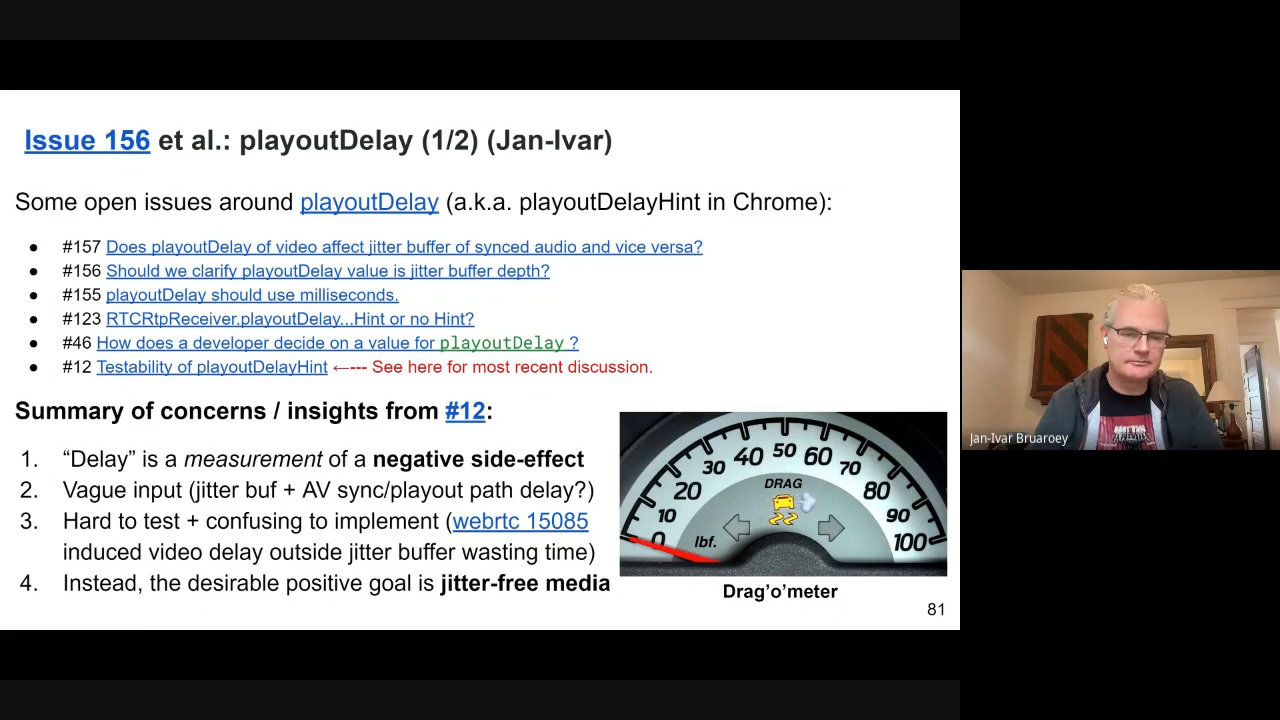 Issue 156 et al.: playoutDelay (1/2) (Jan-Ivar)
Some open issues around playoutDelay (a.k.a. playoutDelayHint in Chrome):
● #157 Does playoutDelay of video affect jitter buffer of synced audio and vice versa?
● #156 Should we clarify playoutDelay value is jitter buffer depth?
● #155 playoutDelay should use milliseconds.
● #123 RTCRtpReceiver.playoutDelay...Hint or no Hint?
● #46 How does a developer decide on a value for playoutDelay ?
● #12 Testability of playoutDelayHint ←--- See here for most recent discussion.
Summary of concerns / insights from #12:
1. “Delay” is a measurement of a negative side-effect
2. Vague input (jitter buf + AV sync/playout path delay?)
3. Hard to test + confusing to implement (webrtc 15085
induced video delay outside jitter buffer wasting time)
4. Instead, the desirable positive goal is jitter-free media
0 10 20 30 40 50 60 70 80 90 100
DRAG
lbf.
Drag’o’meter
81
Jan-Ivar Bruaroey